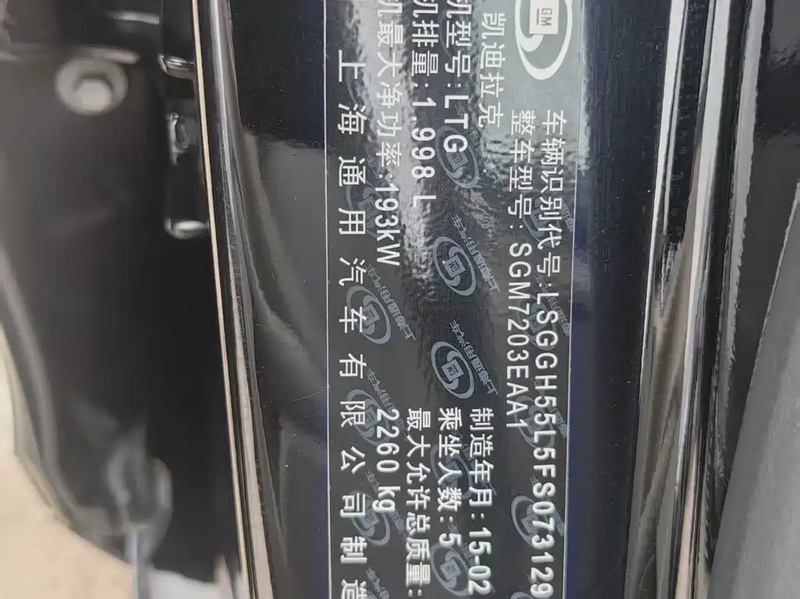 GM
凯迪拉克
车辆识别代号:LSGGH55L5FS073129
整车型号:SGM7203EAA1
机型号:LTG
制造年月:15-02
机排量:1.998 L
乘坐人数:5
机最大净功率:193kW
最大允许总质量:
2260 kg
上海通用汽车有限公司制造